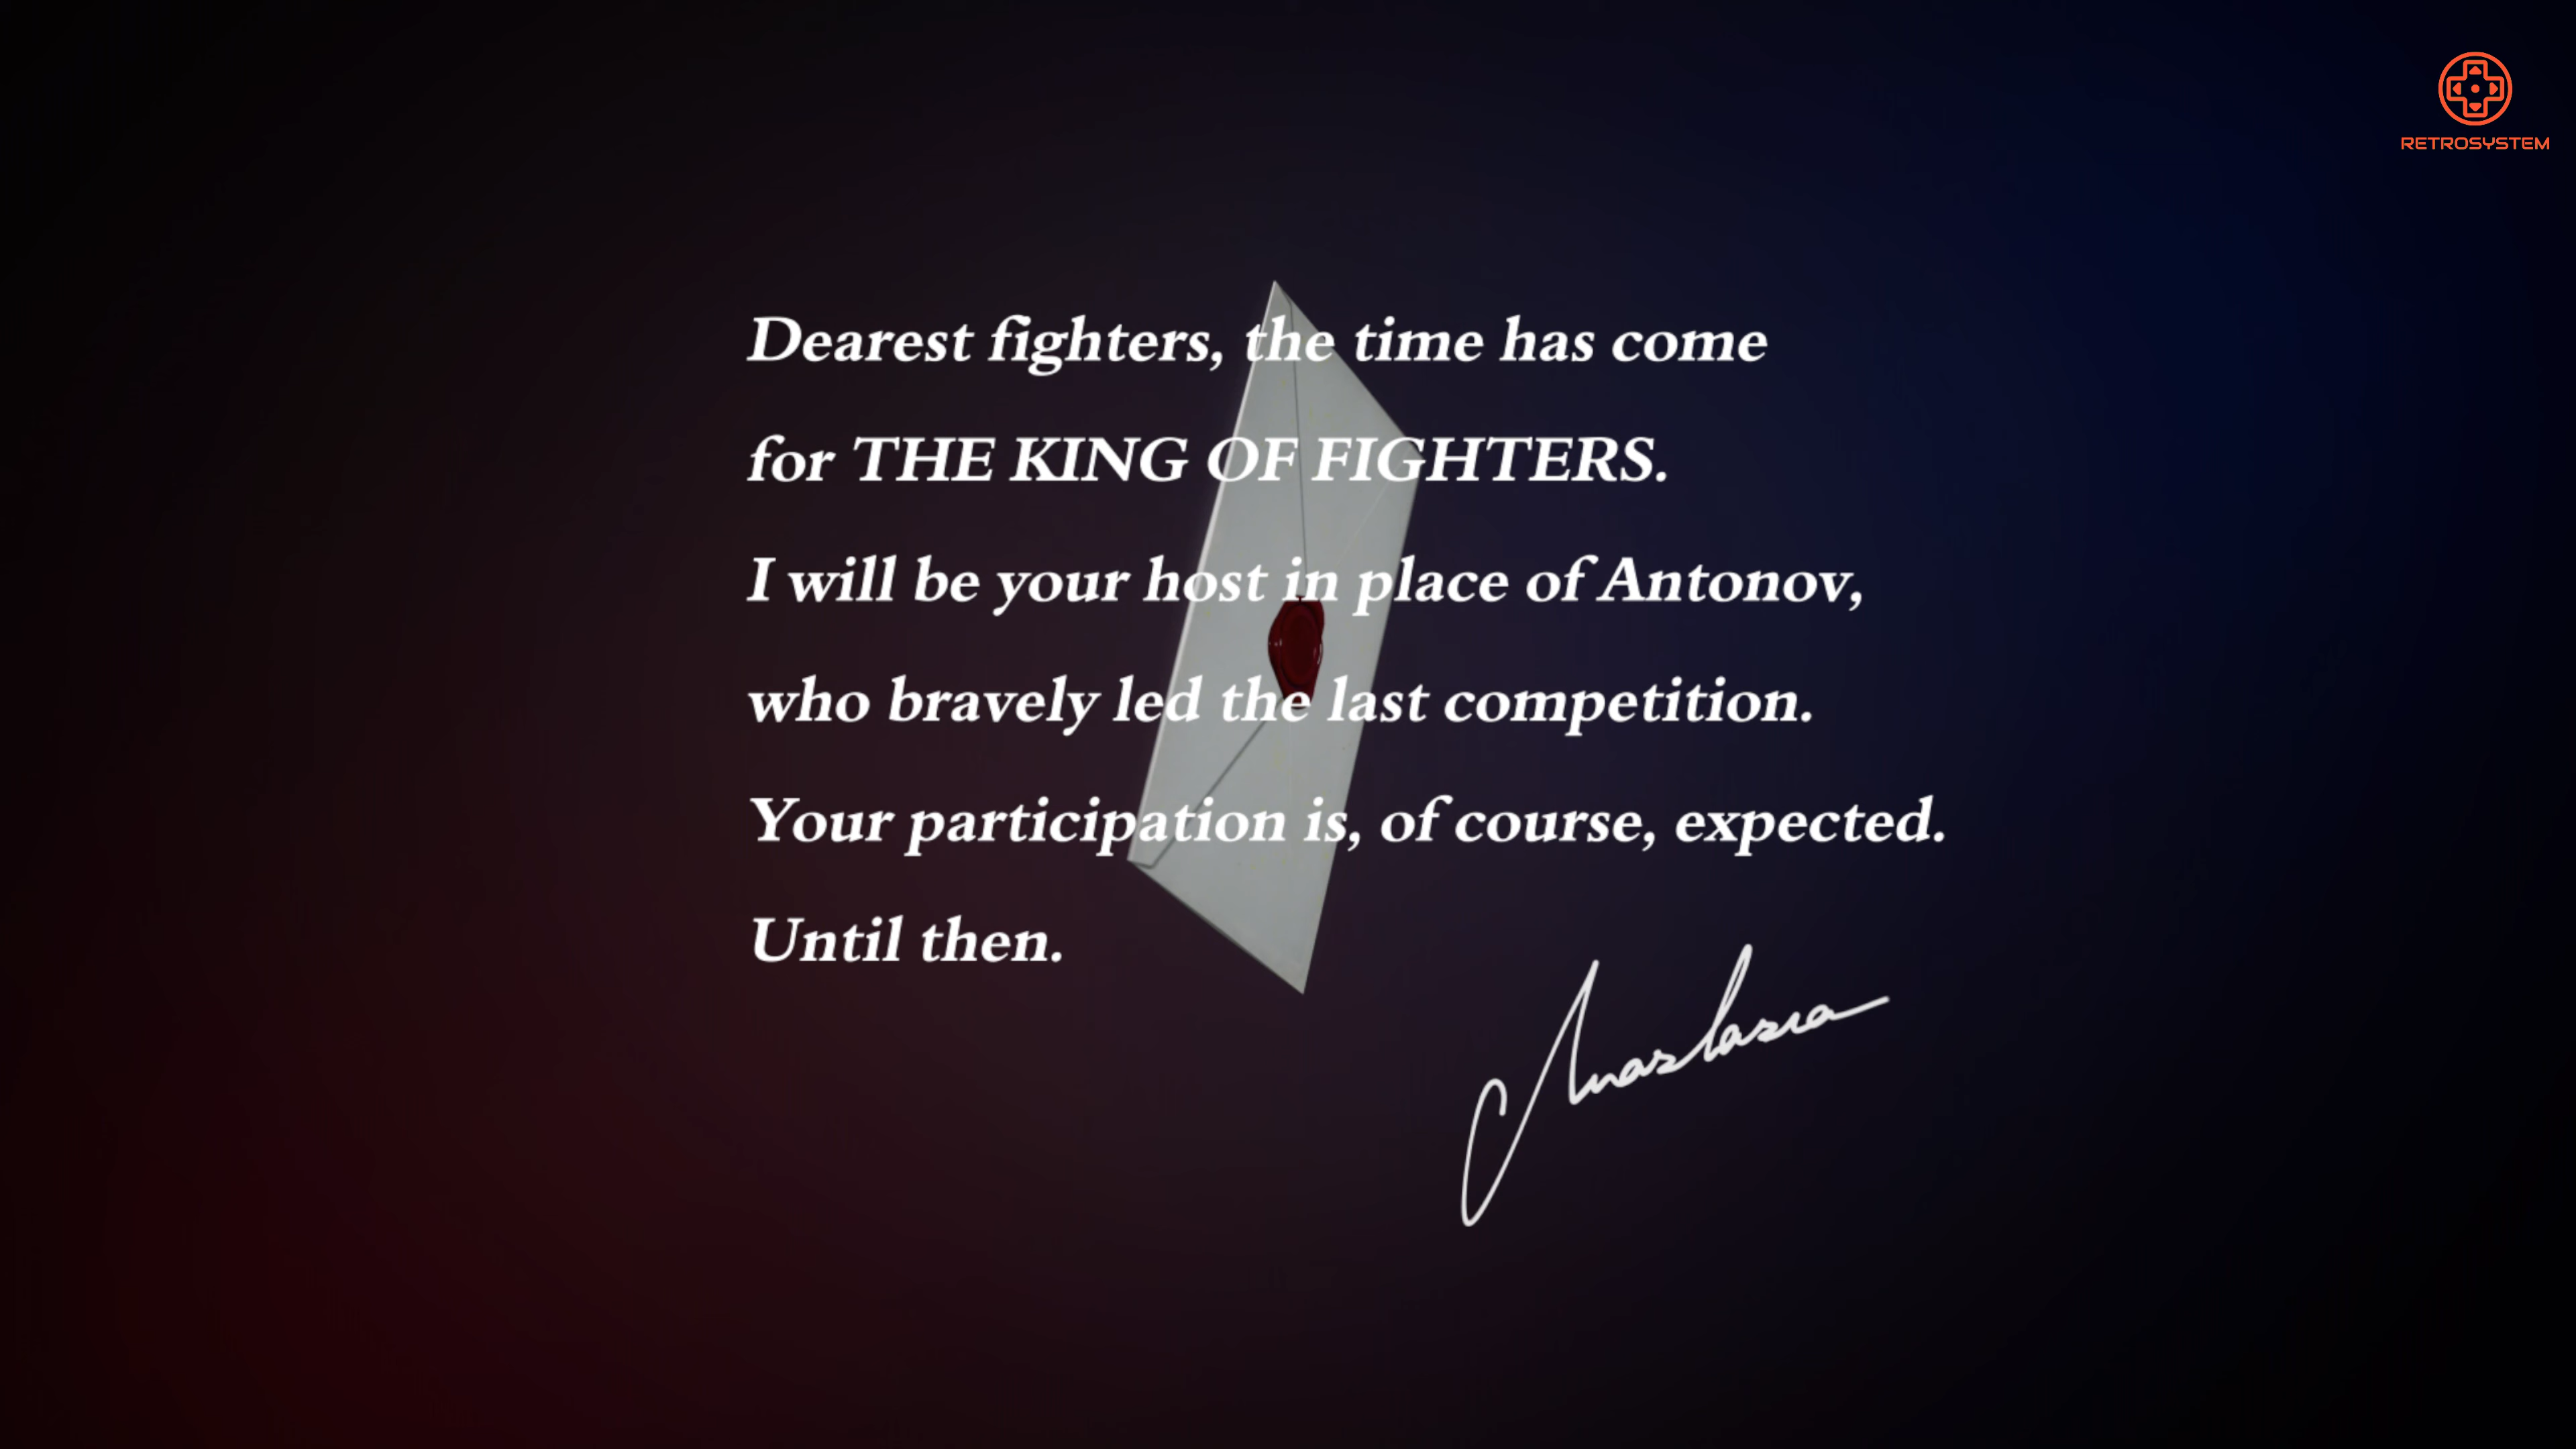 RETROSYSTEM
Dearest fighters, the time has come
for THE KING OF FIGHTERS.
I will be your host in place of Antonov,
who bravely led the last competition.
Your participation is, of course, expected.
Until then.
Anastasia